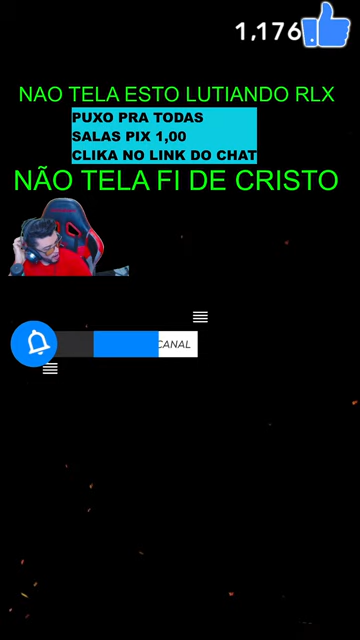 1,176
NAO TELA ESTO LUTIANDO RLX
PUXO PRA TODAS
SALAS PIX 1,00
CLIKA NO LINK DO CHAT
NÃO TELA FI DE CRISTO
CANAL